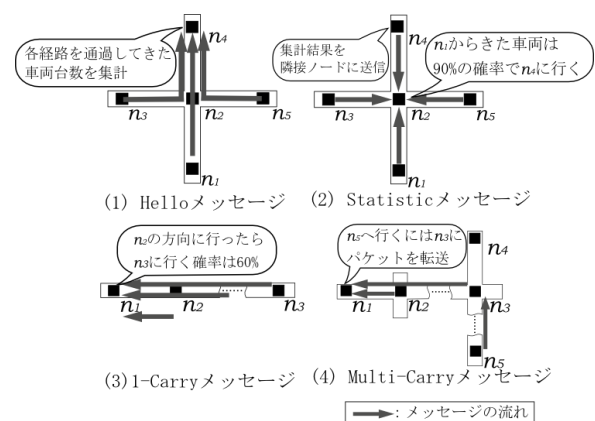 各経路を通過してきた
車両台数を集計
n4
n3
n2
n5
n1
(1) Helloメッセージ
集計結果を
隣接ノードに送信
n1からきた車両は
90%の確率でn4に行く
n4
n3
n2
n5
n1
(2) Statisticメッセージ
n2の方向に行ったら
n3に行く確率は60%
n1
n2
n3
(3)1-Carryメッセージ
n5へ行くにはn3に
パケットを転送
n4
n1
n2
n3
n5
(4) Multi-Carryメッセージ
: メッセージの流れ